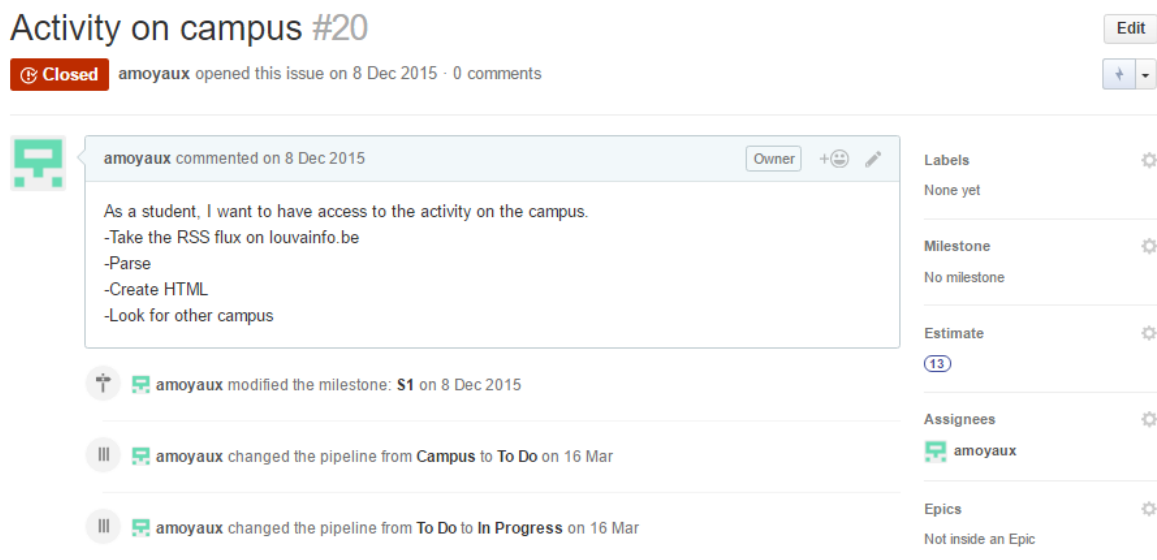 Activity on campus #20
Edit
Closed amoyaux opened this issue on 8 Dec 2015 · 0 comments
amoyaux commented on 8 Dec 2015
Owner
As a student, I want to have access to the activity on the campus.
-Take the RSS flux on louvainfo.be
-Parse
-Create HTML
-Look for other campus
amoyaux modified the milestone: S1 on 8 Dec 2015
amoyaux changed the pipeline from Campus to To Do on 16 Mar
amoyaux changed the pipeline from To Do to In Progress on 16 Mar
Labels
None yet
Milestone
No milestone
Estimate
13
Assignees
amoyaux
Epics
Not inside an Epic